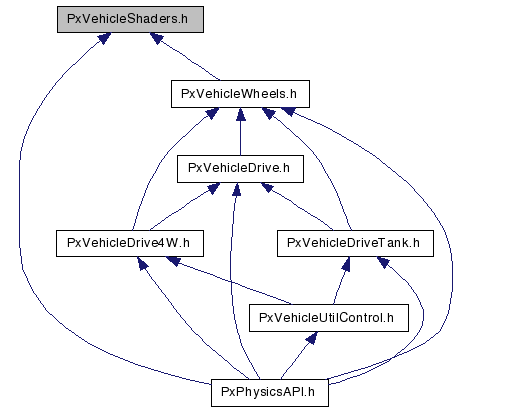 PxVehicleShaders.h
PxVehicleWheels.h
PxVehicleDrive.h
PxVehicleDrive4W.h
PxVehicleDriveTank.h
PxVehicleUtilControl.h
PxPhysicsAPI.h